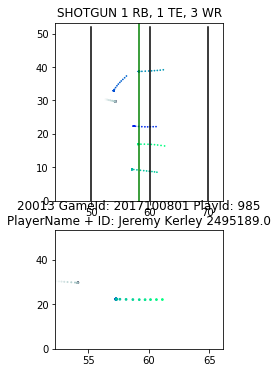 SHOTGUN 1 RB, 1 TE, 3 WR
50
40
30
20
10
0
50 60 70
20013 GameId: 2017100801 PlayId: 985
PlayerName + ID: Jeremy Kerley 2495189.0
40
20
0
55 60 65